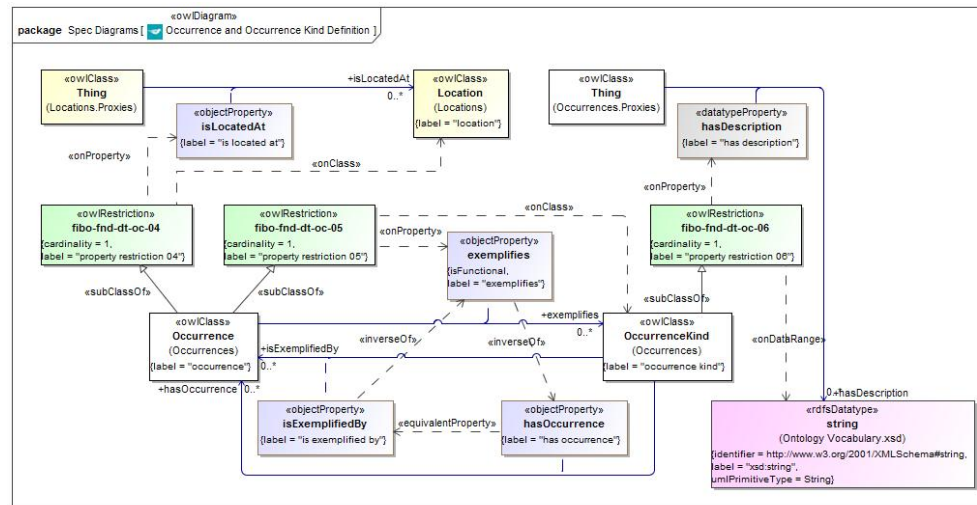 «owlDiagram»
package Spec Diagrams [ Occurrence and Occurrence Kind Definition ]
«owlClass»
Thing
(Locations.Proxies)
+isLocatedAt
0..*
«owlClass»
Location
(Locations)
{label = "location"}
«owlClass»
Thing
(Occurrences.Proxies)
«objectProperty»
isLocatedAt
{label = "is located at"}
«datatypeProperty»
hasDescription
{label = "has description"}
«onProperty»
«onClass»
«onProperty»
«owlRestriction»
fibo-fnd-dt-oc-04
{cardinality = 1,
label = "property restriction 04"}
«owlRestriction»
fibo-fnd-dt-oc-05
{cardinality = 1,
label = "property restriction 05"}
«onClass»
«onProperty»
«owlRestriction»
fibo-fnd-dt-oc-06
{cardinality = 1,
label = "property restriction 06"}
«objectProperty»
exemplifies
{isFunctional,
label = "exemplifies"}
«subClassOf»
«subClassOf»
«subClassOf»
«owlClass»
Occurrence
(Occurrences)
{label = "occurrence"}
+exemplifies
0..*
«owlClass»
OccurrenceKind
(Occurrences)
{label = "occurrence kind"}
+isExemplifiedBy
0..*
«inverseOf»
«inverseOf»
«onDataRange»
+hasOccurrence
0..*
«objectProperty»
isExemplifiedBy
{label = "is exemplified by"}
«equivalentProperty»
«objectProperty»
hasOccurrence
{label = "has occurrence"}
0..*
+hasDescription
«rdfsDatatype»
string
(Ontology Vocabulary.xsd)
{identifier = http://www.w3.org/2001/XMLSchema#string,
label = "xsd:string",
umlPrimitiveType = String}